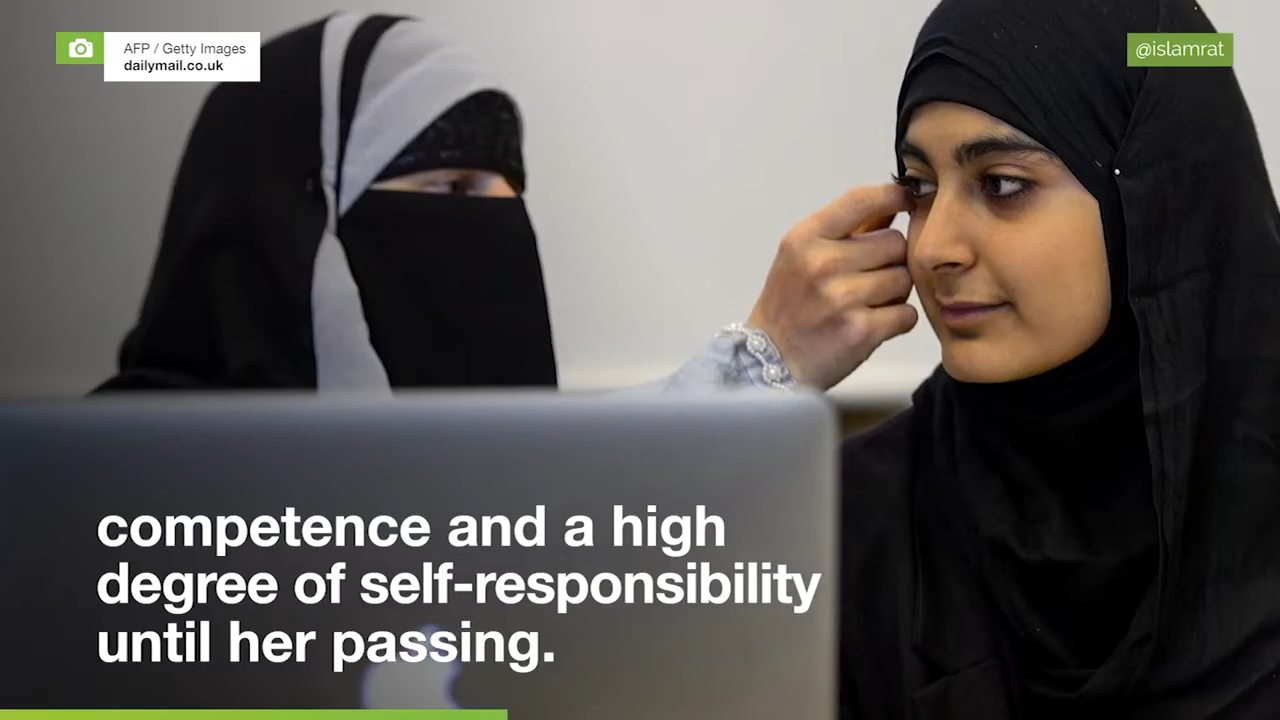 AFP / Getty Images
dailymail.co.uk
@islamrat
competence and a high
degree of self-responsibility
until her passing.